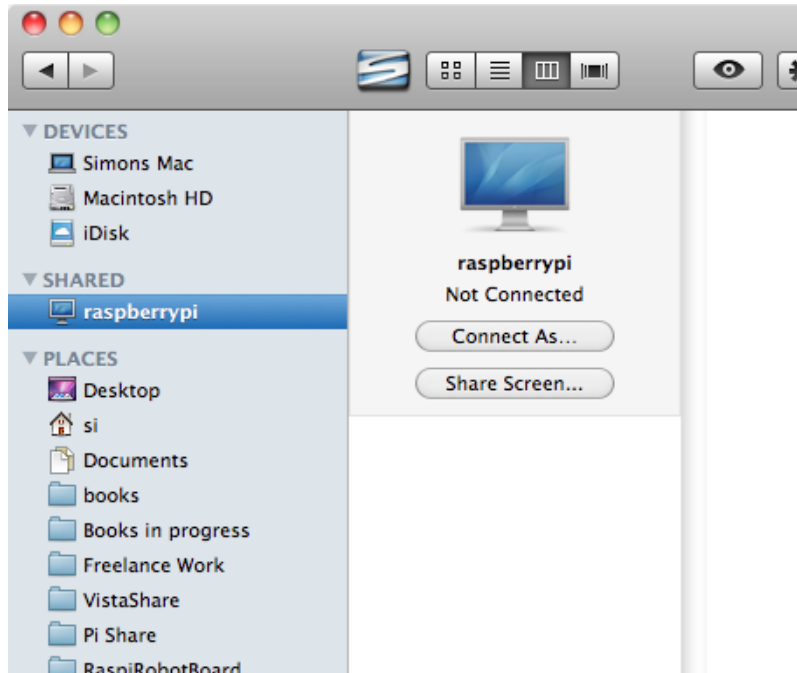 DEVICES
Simons Mac
Macintosh HD
iDisk
SHARED
raspberrypi
PLACES
Desktop
si
Documents
books
Books in progress
Freelance Work
VistaShare
Pi Share
RaspiRobotBoard
raspberrypi
Not Connected
Connect As...
Share Screen...